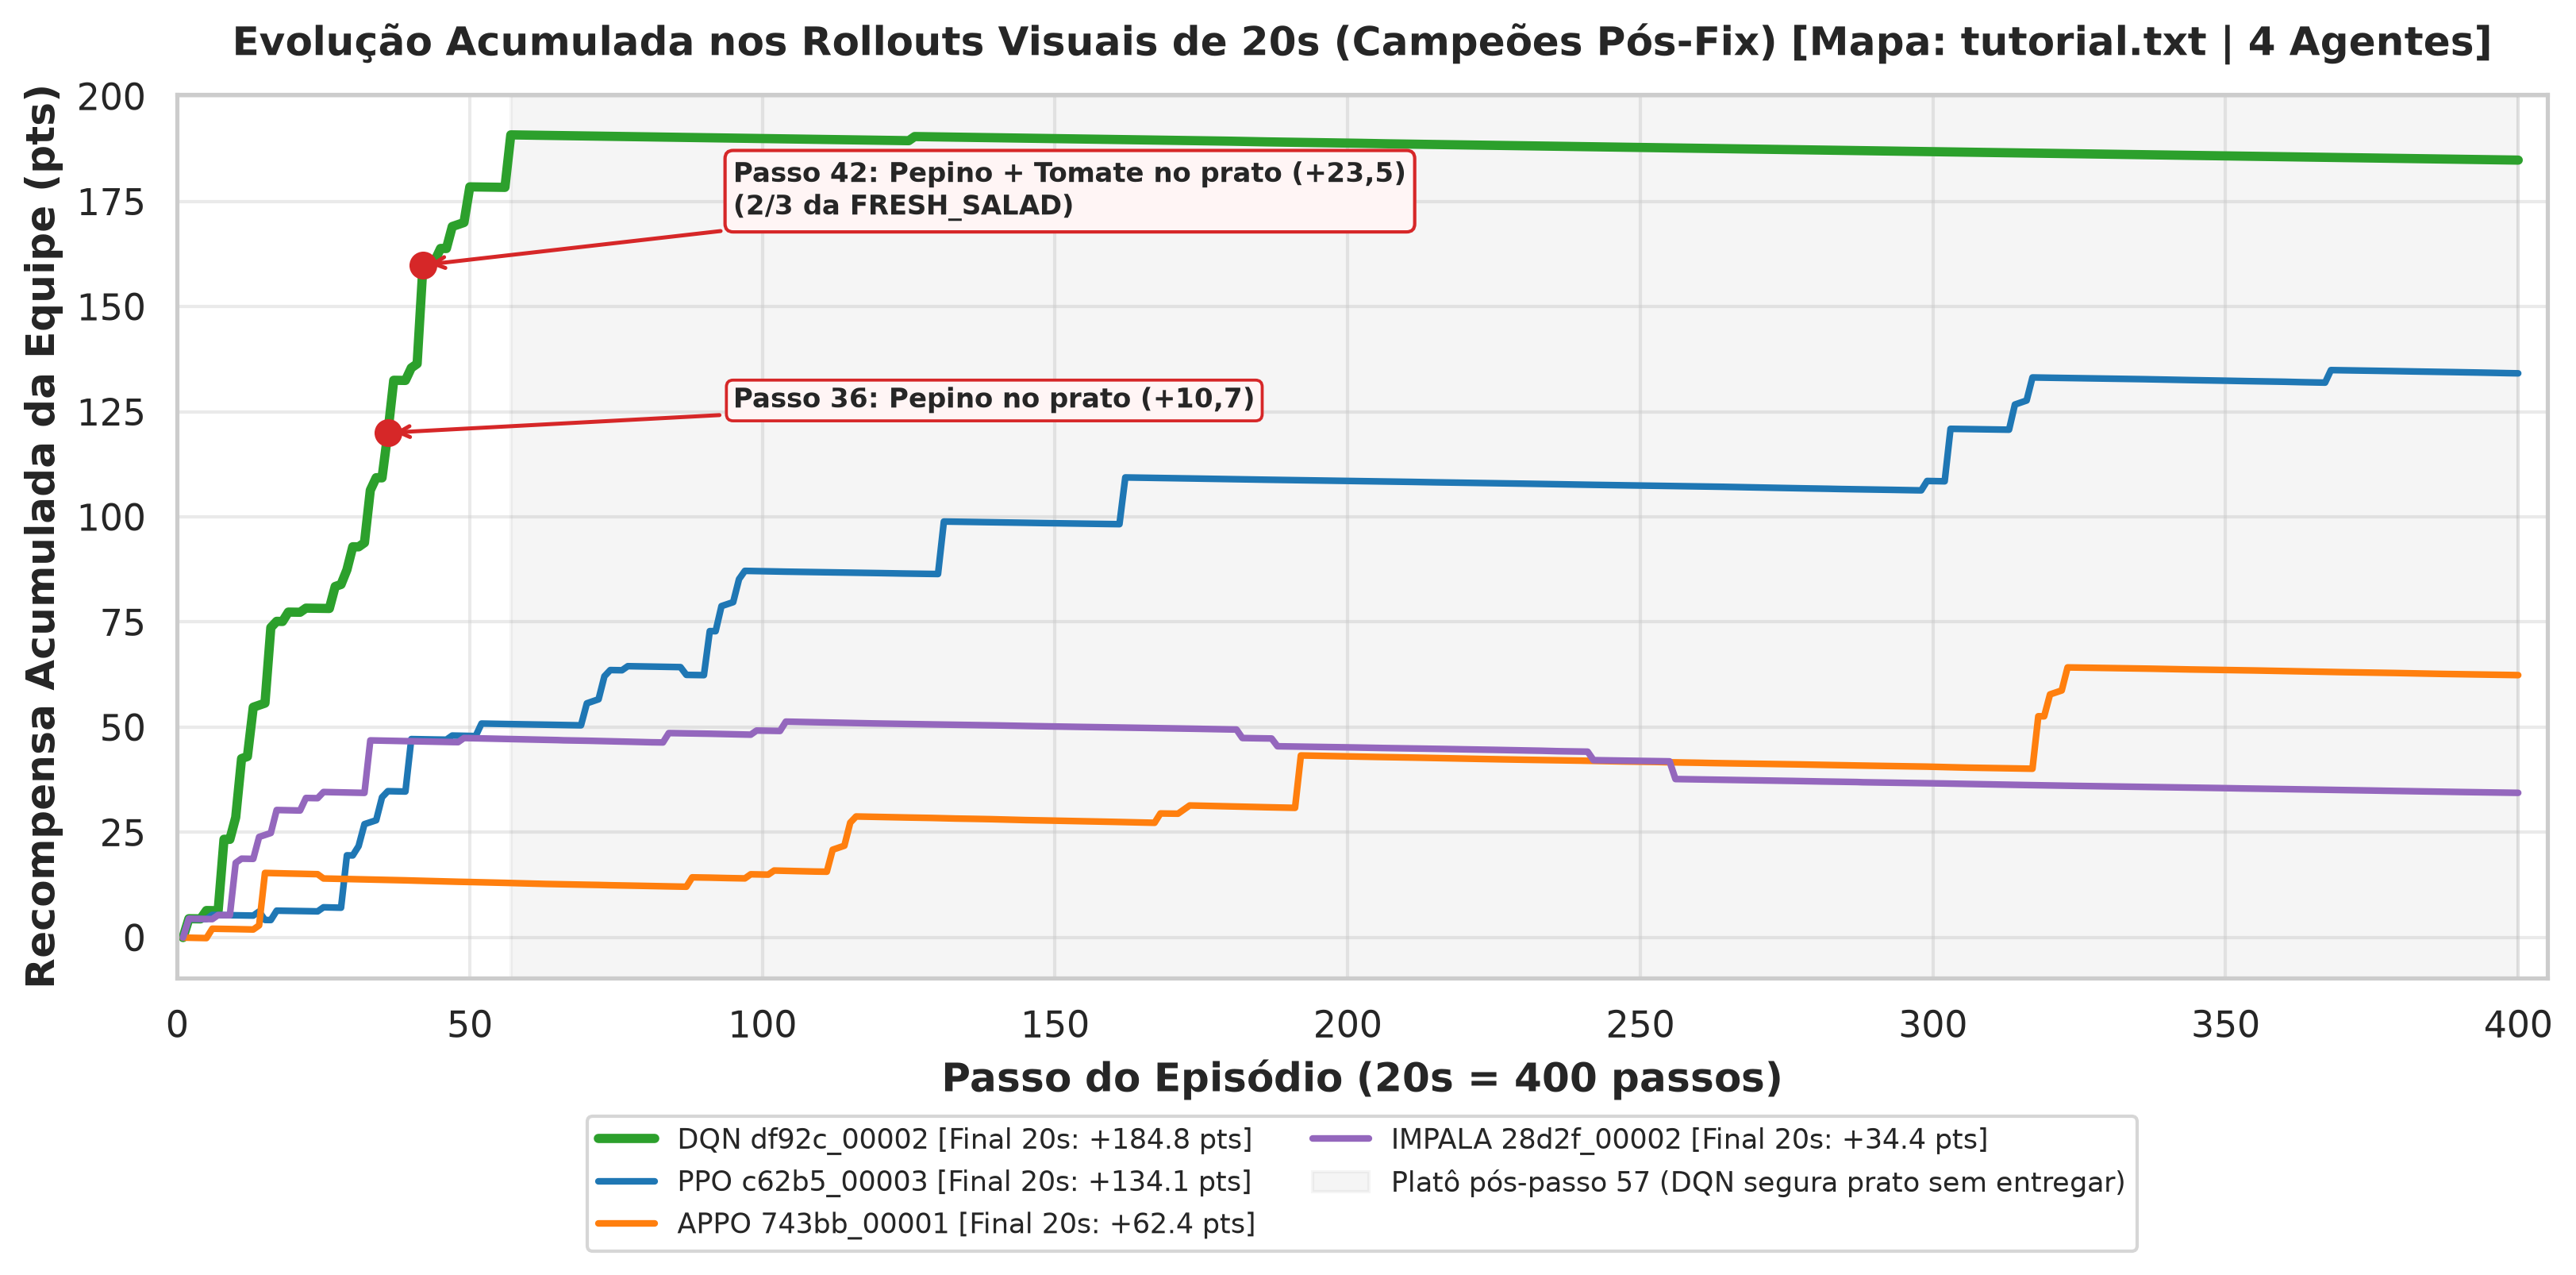 Evolução Acumulada nos Rollouts Visuais de 20s (Campeões Pós-Fix) [Mapa: tutorial.txt | 4 Agentes]
Recompensa Acumulada da Equipe (pts)
200
175
150
125
100
75
50
25
0
Passo 42: Pepino + Tomate no prato (+23,5)
(2/3 da FRESH_SALAD)
Passo 36: Pepino no prato (+10,7)
0 50 100 150 200 250 300 350 400
Passo do Episódio (20s = 400 passos)
DQN df92c_00002 [Final 20s: +184.8 pts]
PPO c62b5_00003 [Final 20s: +134.1 pts]
APPO 743bb_00001 [Final 20s: +62.4 pts]
IMPALA 28d2f_00002 [Final 20s: +34.4 pts]
Platô pós-passo 57 (DQN segura prato sem entregar)